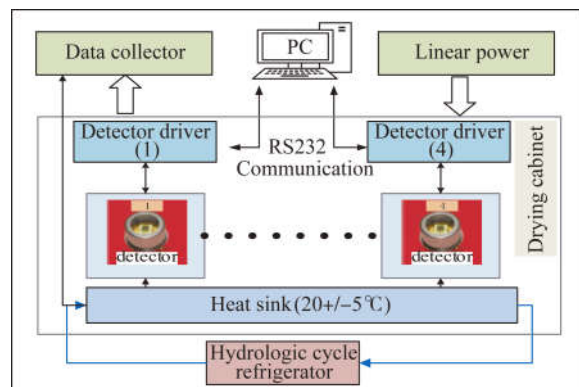 Data collector
PC
Linear power
Detector driver
(1)
RS232
Communication
Detector driver
(4)
Drying cabinet
1
detector
4
detector
Heat sink(20+/-5℃)
Hydrologic cycle
refrigerator